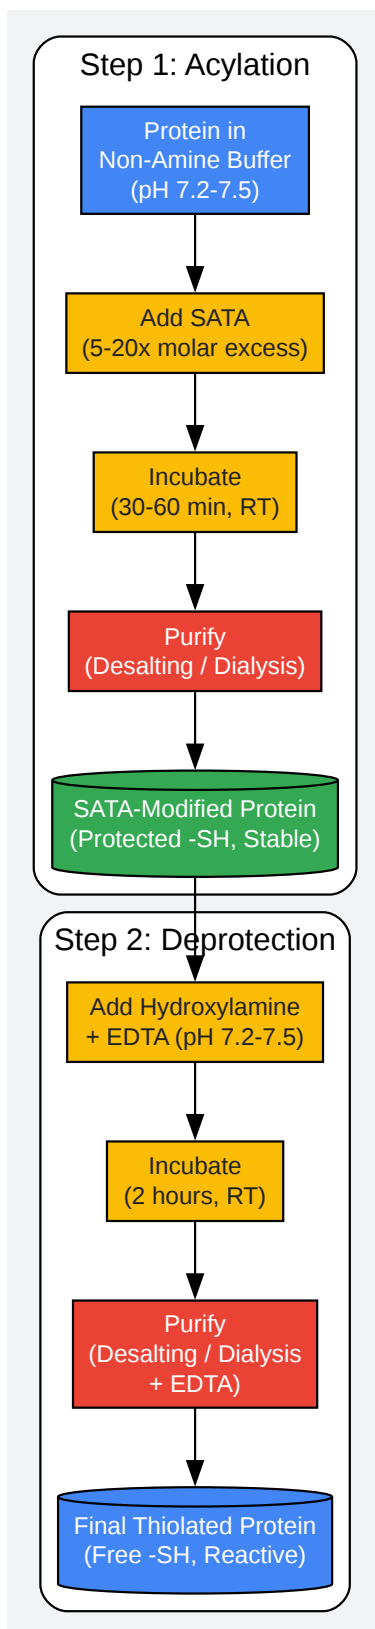 Step 1: Acylation
Protein in
Non-Amine Buffer
(pH 7.2-7.5)
Add SATA
(5-20x molar excess)
Incubate
(30-60 min, RT)
Purify
(Desalting / Dialysis)
SATA-Modified Protein
(Protected -SH, Stable)
Step 2: Deprotection
Add Hydroxylamine
+ EDTA (pH 7.2-7.5)
Incubate
(2 hours, RT)
Purify
(Desalting / Dialysis
+ EDTA)
Final Thiolated Protein
(Free -SH, Reactive)